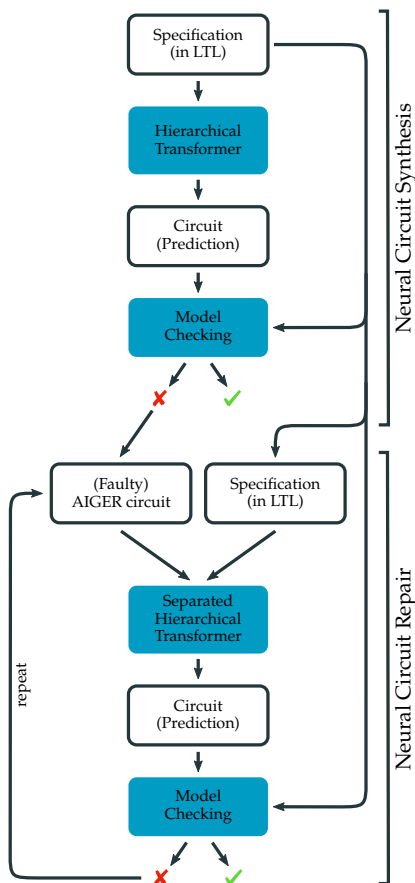 Specification
(in LTL)
Hierarchical
Transformer
Circuit
(Prediction)
Model
Checking
Neural Circuit Synthesis
(Faulty)
AIGER circuit
Specification
(in LTL)
Separated
Hierarchical
Transformer
Circuit
(Prediction)
Model
Checking
repeat
Neural Circuit Repair